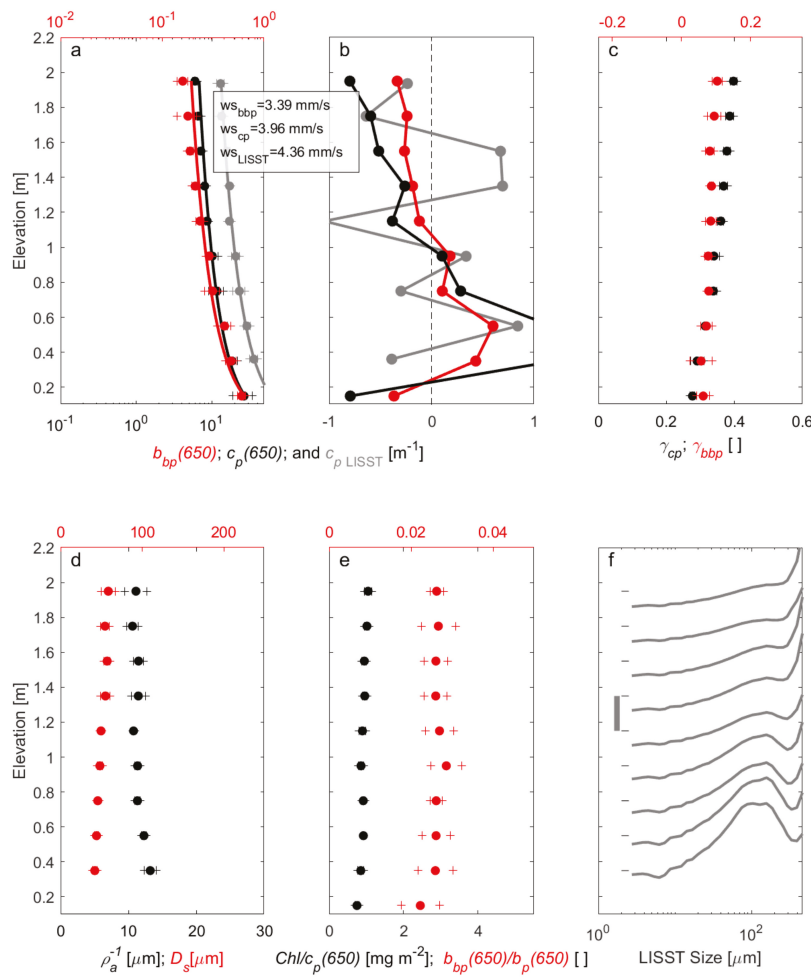 10^-2 10^-1 10^0
-0.2 0 0.2
a
b
c
ws_bbp=3.39 mm/s
ws_cp=3.96 mm/s
ws_LISST=4.36 mm/s
2.2
2
1.8
1.6
1.4
1.2
1
0.8
0.6
0.4
0.2
Elevation [m]
10^-1 10^0 10^1
-1 0 1
0 0.2 0.4 0.6
b_bp(650); c_p(650); and c_p LISST [m^-1]
γ_cp; γ_bbp [ ]
0 100 200
0 0.02 0.04
d
e
f
2.2
2
1.8
1.6
1.4
1.2
1
0.8
0.6
0.4
0.2
Elevation [m]
0 10 20 30
0 2 4
10^0 10^2
ρ_a^-1 [μm]; D_s[μm]
Chl/c_p(650) [mg m^-2]; b_bp(650)/b_p(650) [ ]
LISST Size [μm]